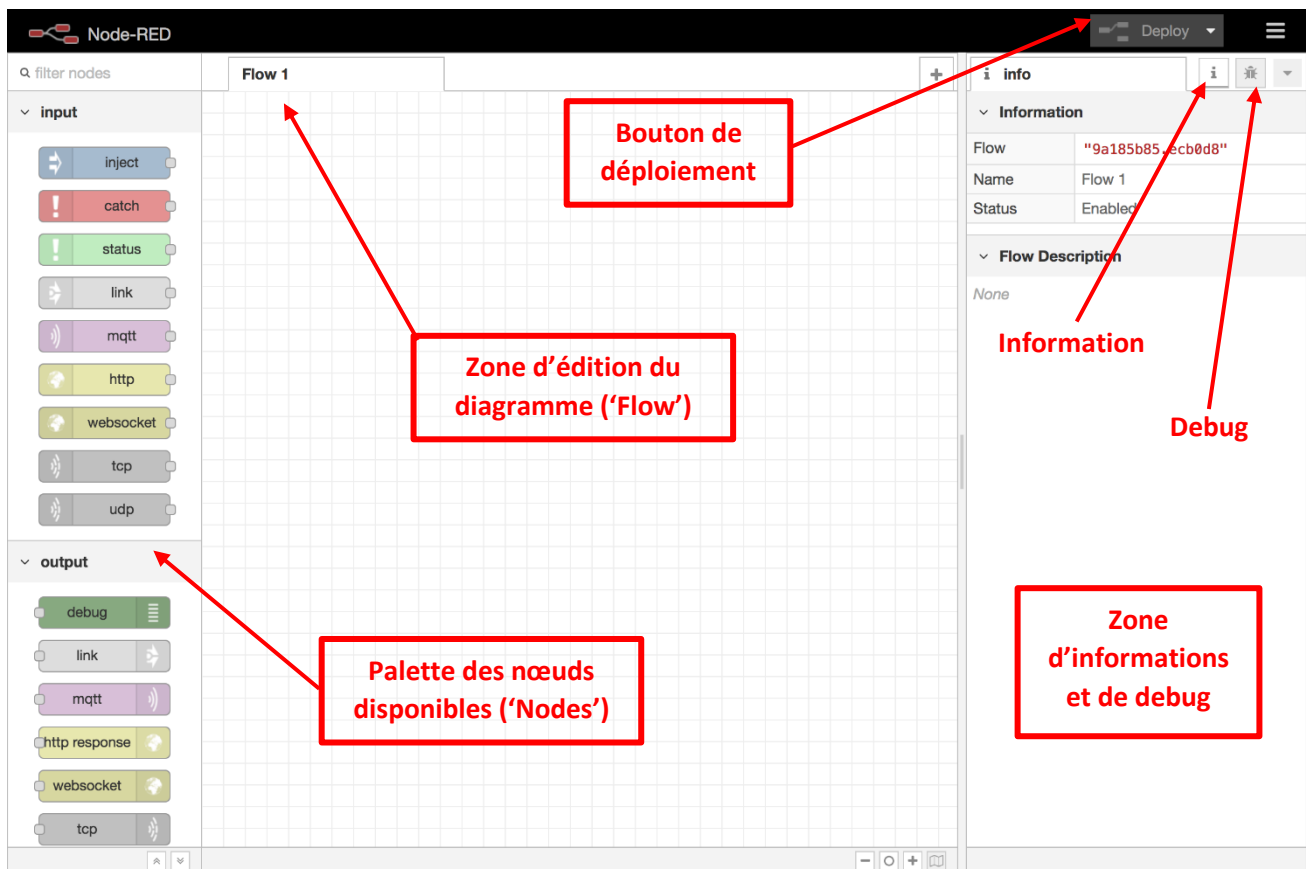 Node-RED
Deploy
filter nodes
Flow 1
i info
i
input
inject
catch
status
link
mqtt
http
websocket
tcp
udp
output
debug
link
mqtt
http response
websocket
tcp
Bouton de
déploiement
Zone d’édition du
diagramme (‘Flow’)
Palette des nœuds
disponibles (‘Nodes’)
Information
Flow "9a185b85.ecb0d8"
Name Flow 1
Status Enabled
Flow Description
None
Information
Debug
Zone
d’informations
et de debug